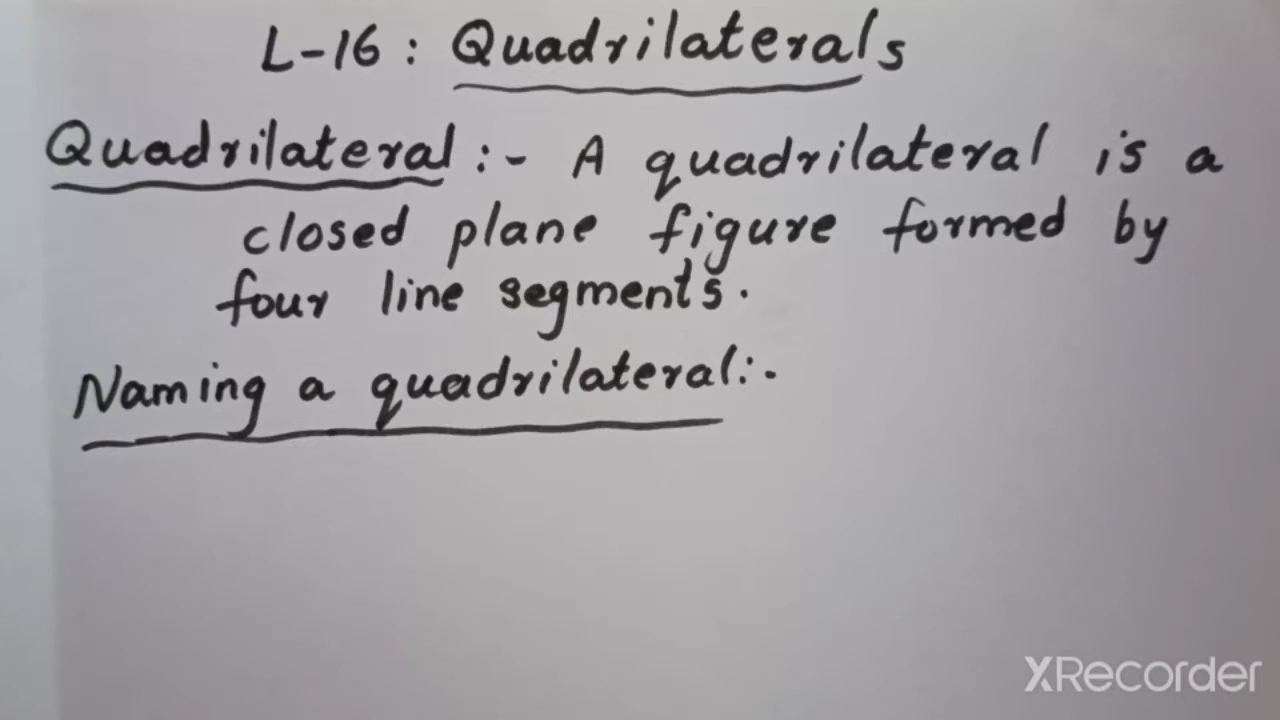 L-16 : Quadrilaterals
Quadrilateral :- A quadrilateral is a
closed plane figure formed by
four line segments.
Naming a quadrilateral:-
XRecorder